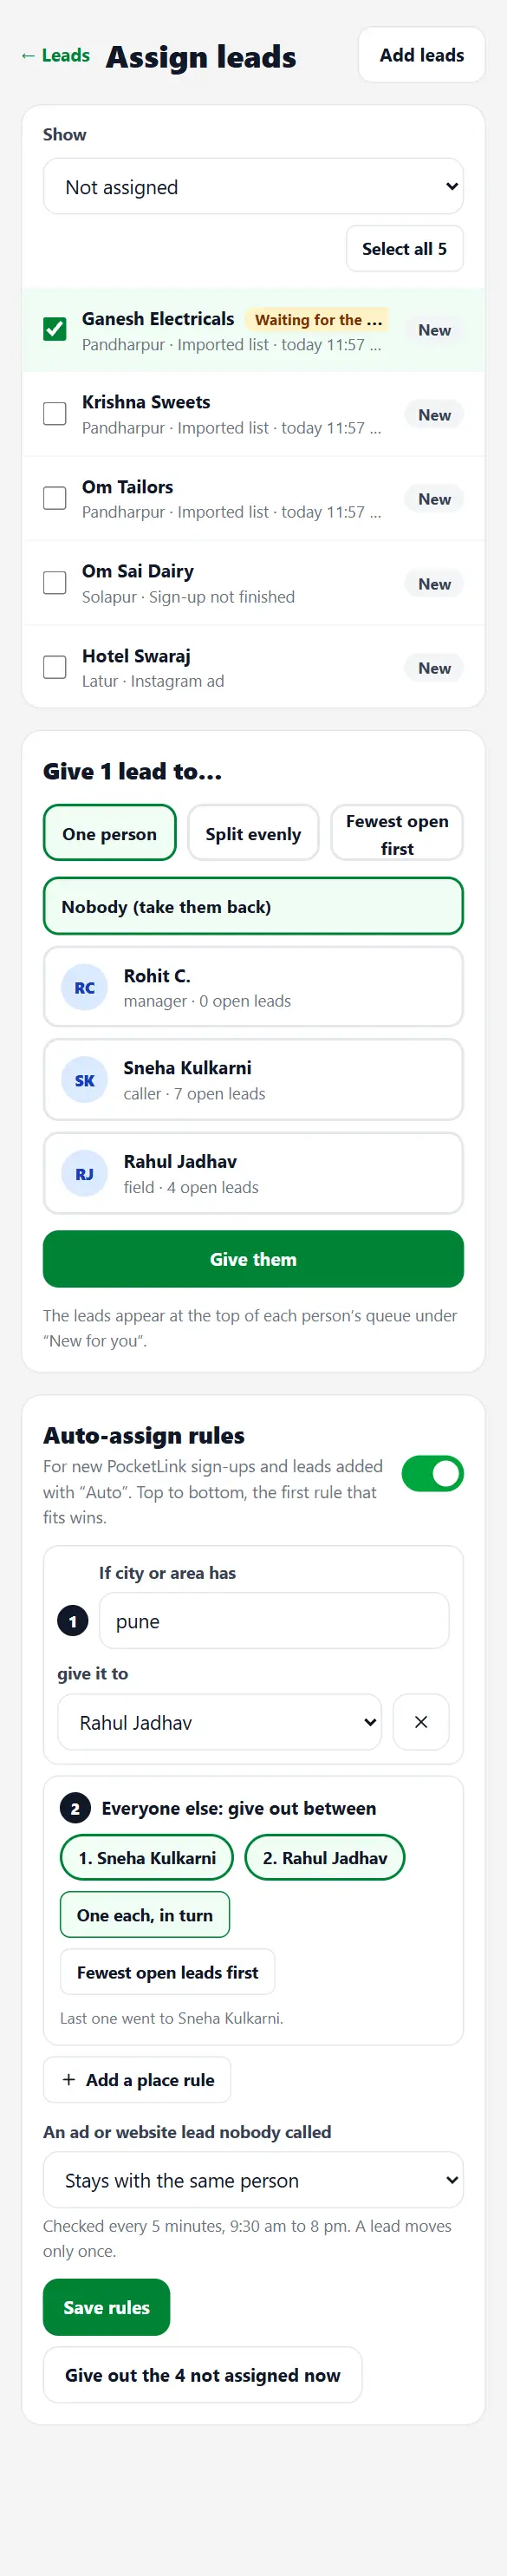 ← Leads Assign leads Add leads
Show
Not assigned
Select all 5
Ganesh Electricals Waiting for the ... New
Pandharpur · Imported list · today 11:57 ...
Krishna Sweets New
Pandharpur · Imported list · today 11:57 ...
Om Tailors New
Pandharpur · Imported list · today 11:57 ...
Om Sai Dairy New
Solapur · Sign-up not finished
Hotel Swaraj New
Latur · Instagram ad
Give 1 lead to...
One person Split evenly Fewest open
first
Nobody (take them back)
RC Rohit C.
manager · 0 open leads
SK Sneha Kulkarni
caller · 7 open leads
RJ Rahul Jadhav
field · 4 open leads
Give them
The leads appear at the top of each person's queue under
“New for you”.
Auto-assign rules
For new PocketLink sign-ups and leads added
with “Auto”. Top to bottom, the first rule that
fits wins.
If city or area has
1 pune
give it to
Rahul Jadhav ×
2 Everyone else: give out between
1. Sneha Kulkarni 2. Rahul Jadhav
One each, in turn
Fewest open leads first
Last one went to Sneha Kulkarni.
+ Add a place rule
An ad or website lead nobody called
Stays with the same person
Checked every 5 minutes, 9:30 am to 8 pm. A lead moves
only once.
Save rules
Give out the 4 not assigned now